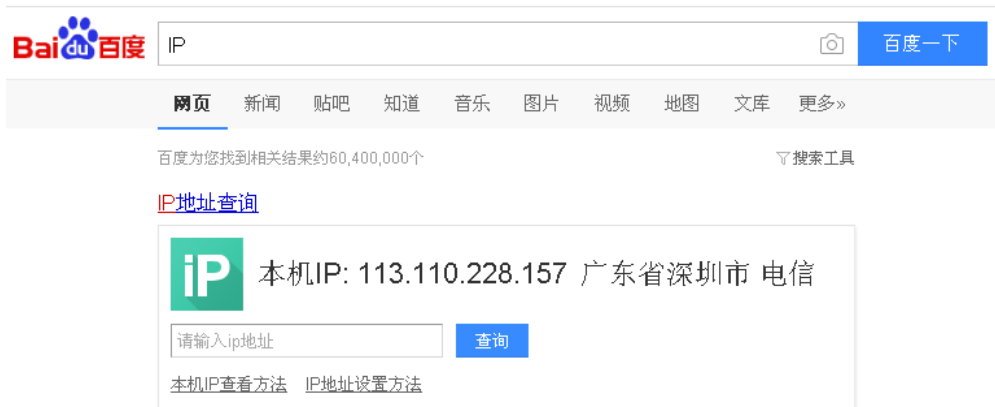 Bai du 百度 IP 百度一下
网页 新闻 贴吧 知道 音乐 图片 视频 地图 文库 更多»
百度为您找到相关结果约60,400,000个 搜索工具
IP地址查询
iP 本机IP: 113.110.228.157 广东省深圳市 电信
请输入ip地址 查询
本机IP查看方法 IP地址设置方法